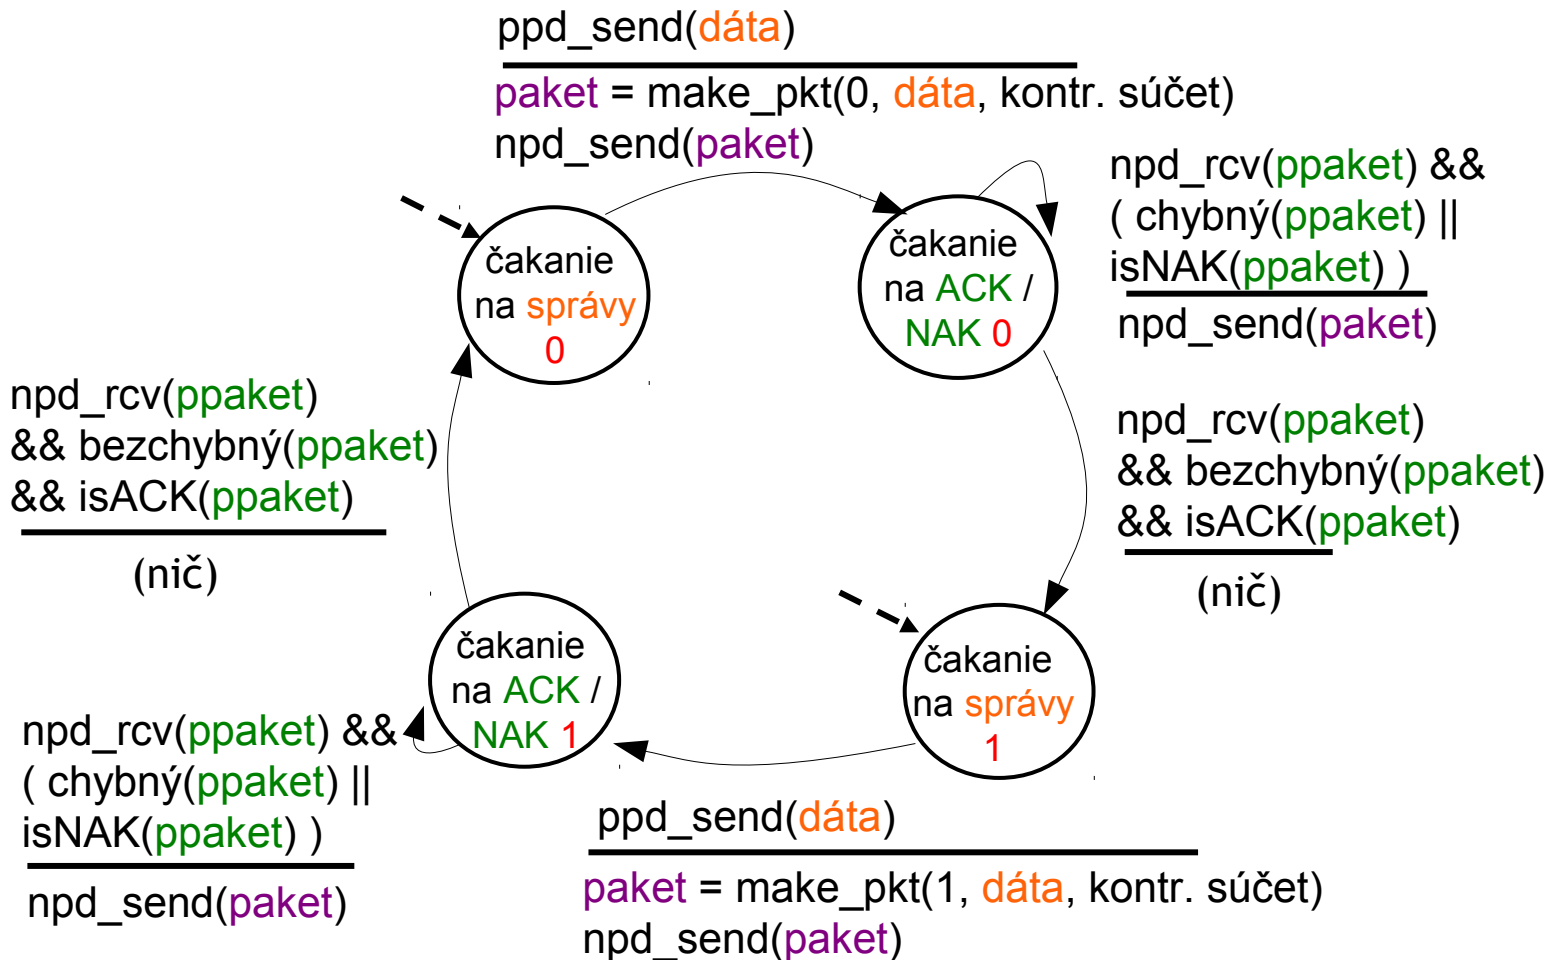 ppd_send(dáta)
paket = make_pkt(0, dáta, kontr. súčet)
npd_send(paket)
čakanie
na správy
0
čakanie
na ACK /
NAK 0
npd_rcv(ppaket) &&
( chybný(ppaket) ||
isNAK(ppaket) )
npd_send(paket)
npd_rcv(ppaket)
&& bezchybný(ppaket)
&& isACK(ppaket)
(nič)
npd_rcv(ppaket)
&& bezchybný(ppaket)
&& isACK(ppaket)
(nič)
čakanie
na ACK /
NAK 1
čakanie
na správy
1
npd_rcv(ppaket) &&
( chybný(ppaket) ||
isNAK(ppaket) )
npd_send(paket)
ppd_send(dáta)
paket = make_pkt(1, dáta, kontr. súčet)
npd_send(paket)